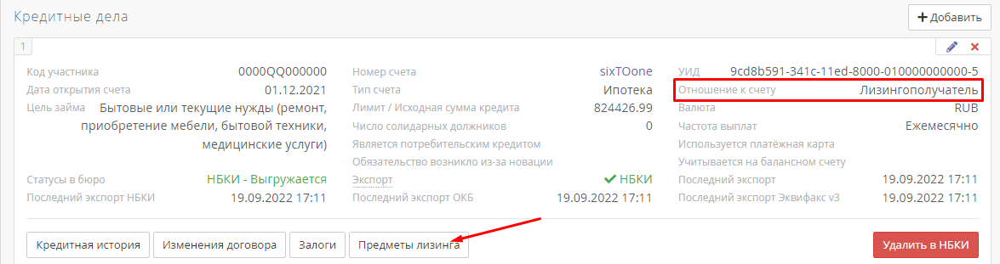 Кредитные дела
Добавить
1
Код участника 0000QQ000000 Номер счета sixTOone УИД 9cd8b591-341c-11ed-8000-010000000000-5
Дата открытия счета 01.12.2021 Тип счета Ипотека Отношение к счету Лизингополучатель
Цель займа Бытовые или текущие нужды (ремонт, Лимит / Исходная сумма кредита 824426.99 Валюта RUB
приобретение мебели, бытовой техники, Число солидарных должников 0 Частота выплат Ежемесячно
медицинские услуги) Является потребительским кредитом Используется платёжная карта
Обязательство возникло из-за новации Учитывается на балансном счету
Статусы в бюро НБКИ - Выгружается Экспорт НБКИ Последний экспорт 19.09.2022 17:11
Последний экспорт НБКИ 19.09.2022 17:11 Последний экспорт ОКБ 19.09.2022 17:11 Последний экспорт Эквифакс v3 19.09.2022 17:11
Кредитная история Изменения договора Залоги Предметы лизинга Удалить в НБКИ